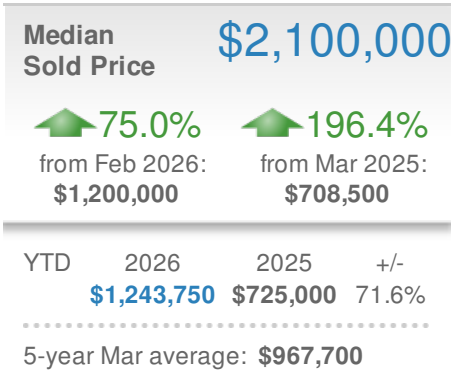 Median $2,100,000
Sold Price
75.0% 196.4%
from Feb 2026: from Mar 2025:
$1,200,000 $708,500
YTD 2026 2025 +/-
$1,243,750 $725,000 71.6%
5-year Mar average: $967,700